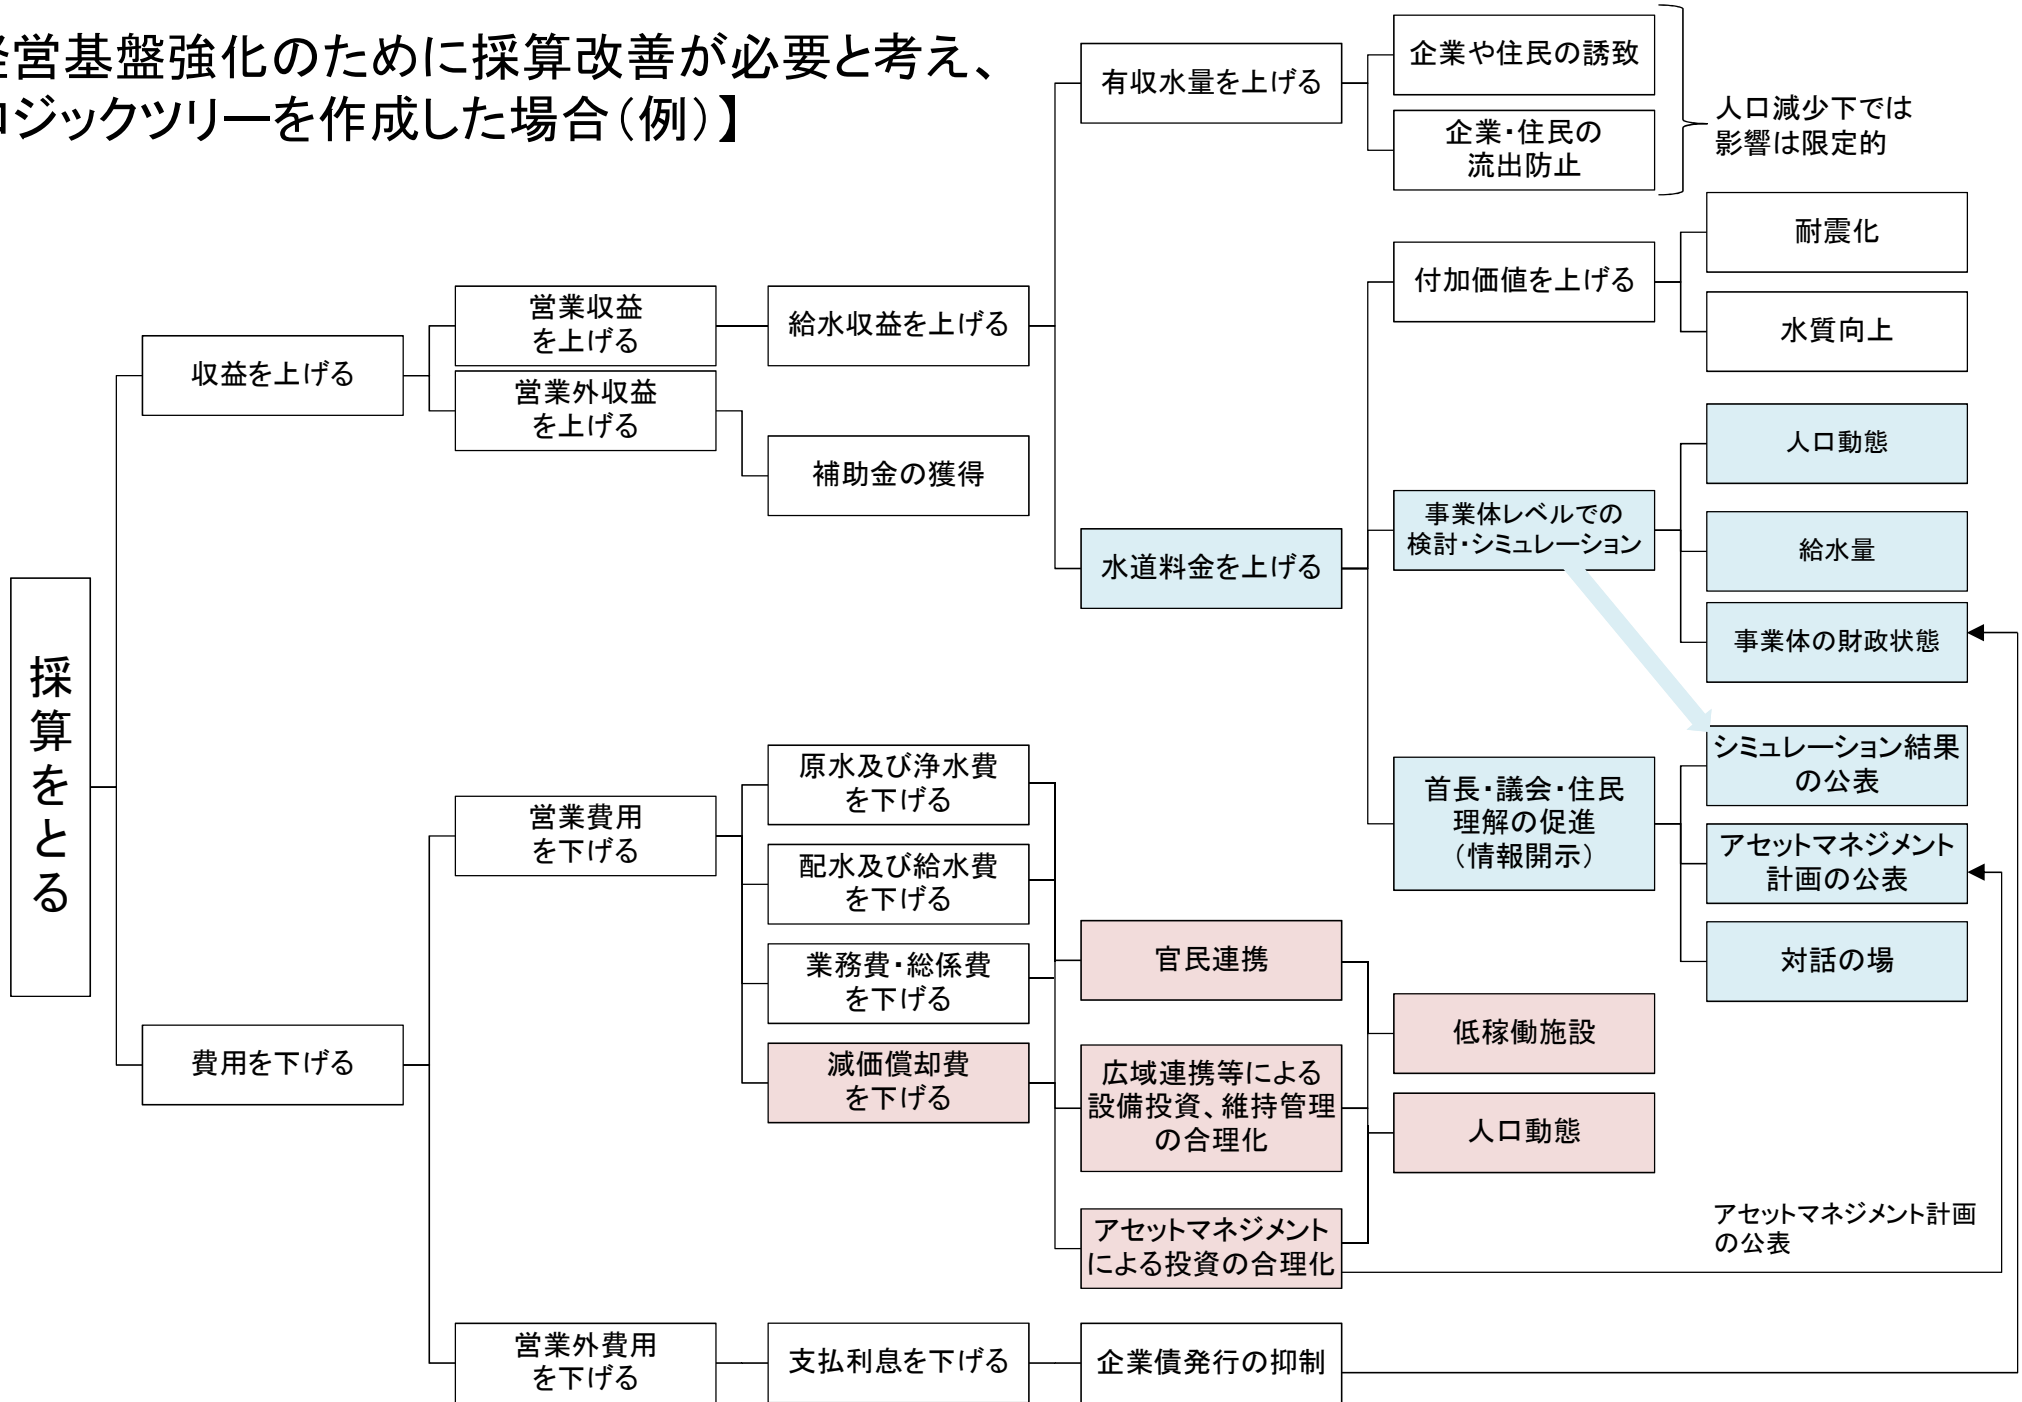 経営基盤強化のために採算改善が必要と考え、
ロジックツリーを作成した場合（例）】
採算をとる
収益を上げる
費用を下げる
営業収益
を上げる
営業外収益
を上げる
営業費用
を下げる
営業外費用
を下げる
給水収益を上げる
補助金の獲得
原水及び浄水費
を下げる
配水及び給水費
を下げる
業務費・総係費
を下げる
減価償却費
を下げる
支払利息を下げる
有収水量を上げる
水道料金を上げる
官民連携
広域連携等による
設備投資、維持管理
の合理化
アセットマネジメント
による投資の合理化
企業債発行の抑制
企業や住民の誘致
企業・住民の
流出防止
付加価値を上げる
事業体レベルでの
検討・シミュレーション
首長・議会・住民
理解の促進
（情報開示）
低稼働施設
人口動態
人口減少下では
影響は限定的
耐震化
水質向上
人口動態
給水量
事業体の財政状態
シミュレーション結果
の公表
アセットマネジメント
計画の公表
対話の場
アセットマネジメント計画
の公表